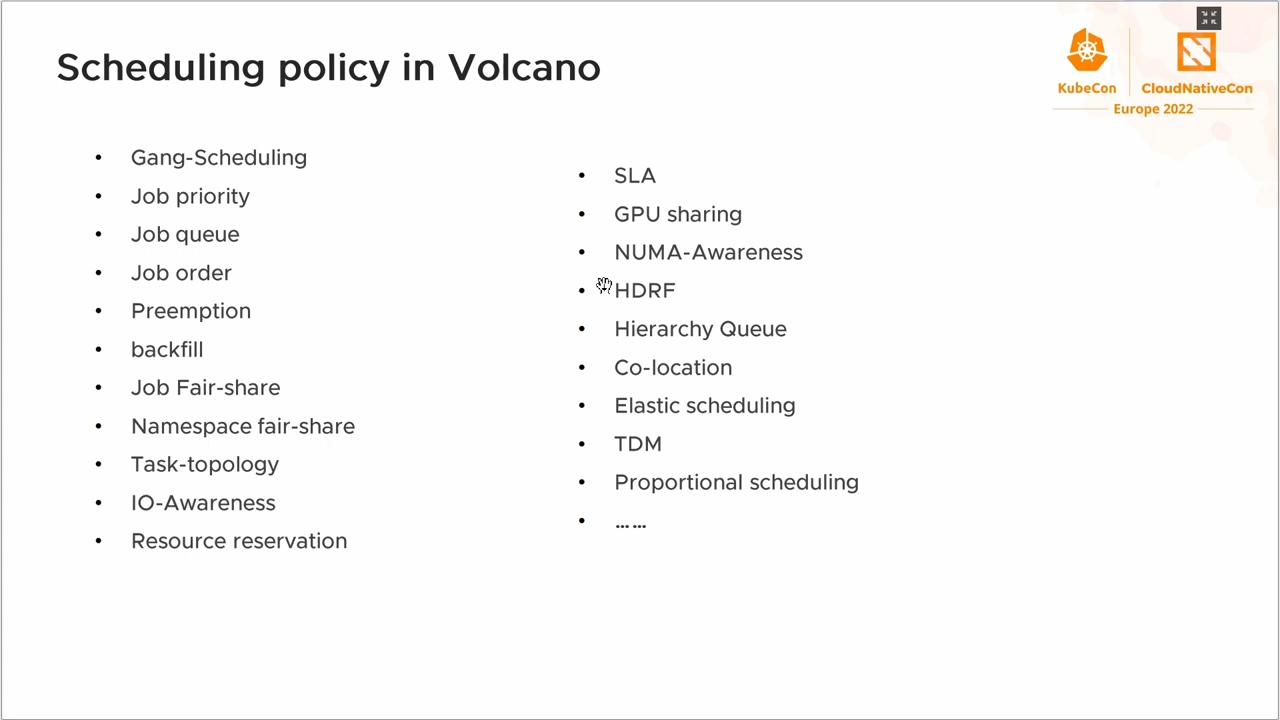 Scheduling policy in Volcano
KubeCon
CloudNativeCon
Europe 2022
• Gang-Scheduling
• Job priority
• Job queue
• Job order
• Preemption
• backfill
• Job Fair-share
• Namespace fair-share
• Task-topology
• IO-Awareness
• Resource reservation
• SLA
• GPU sharing
• NUMA-Awareness
• HDRF
• Hierarchy Queue
• Co-location
• Elastic scheduling
• TDM
• Proportional scheduling
• ……